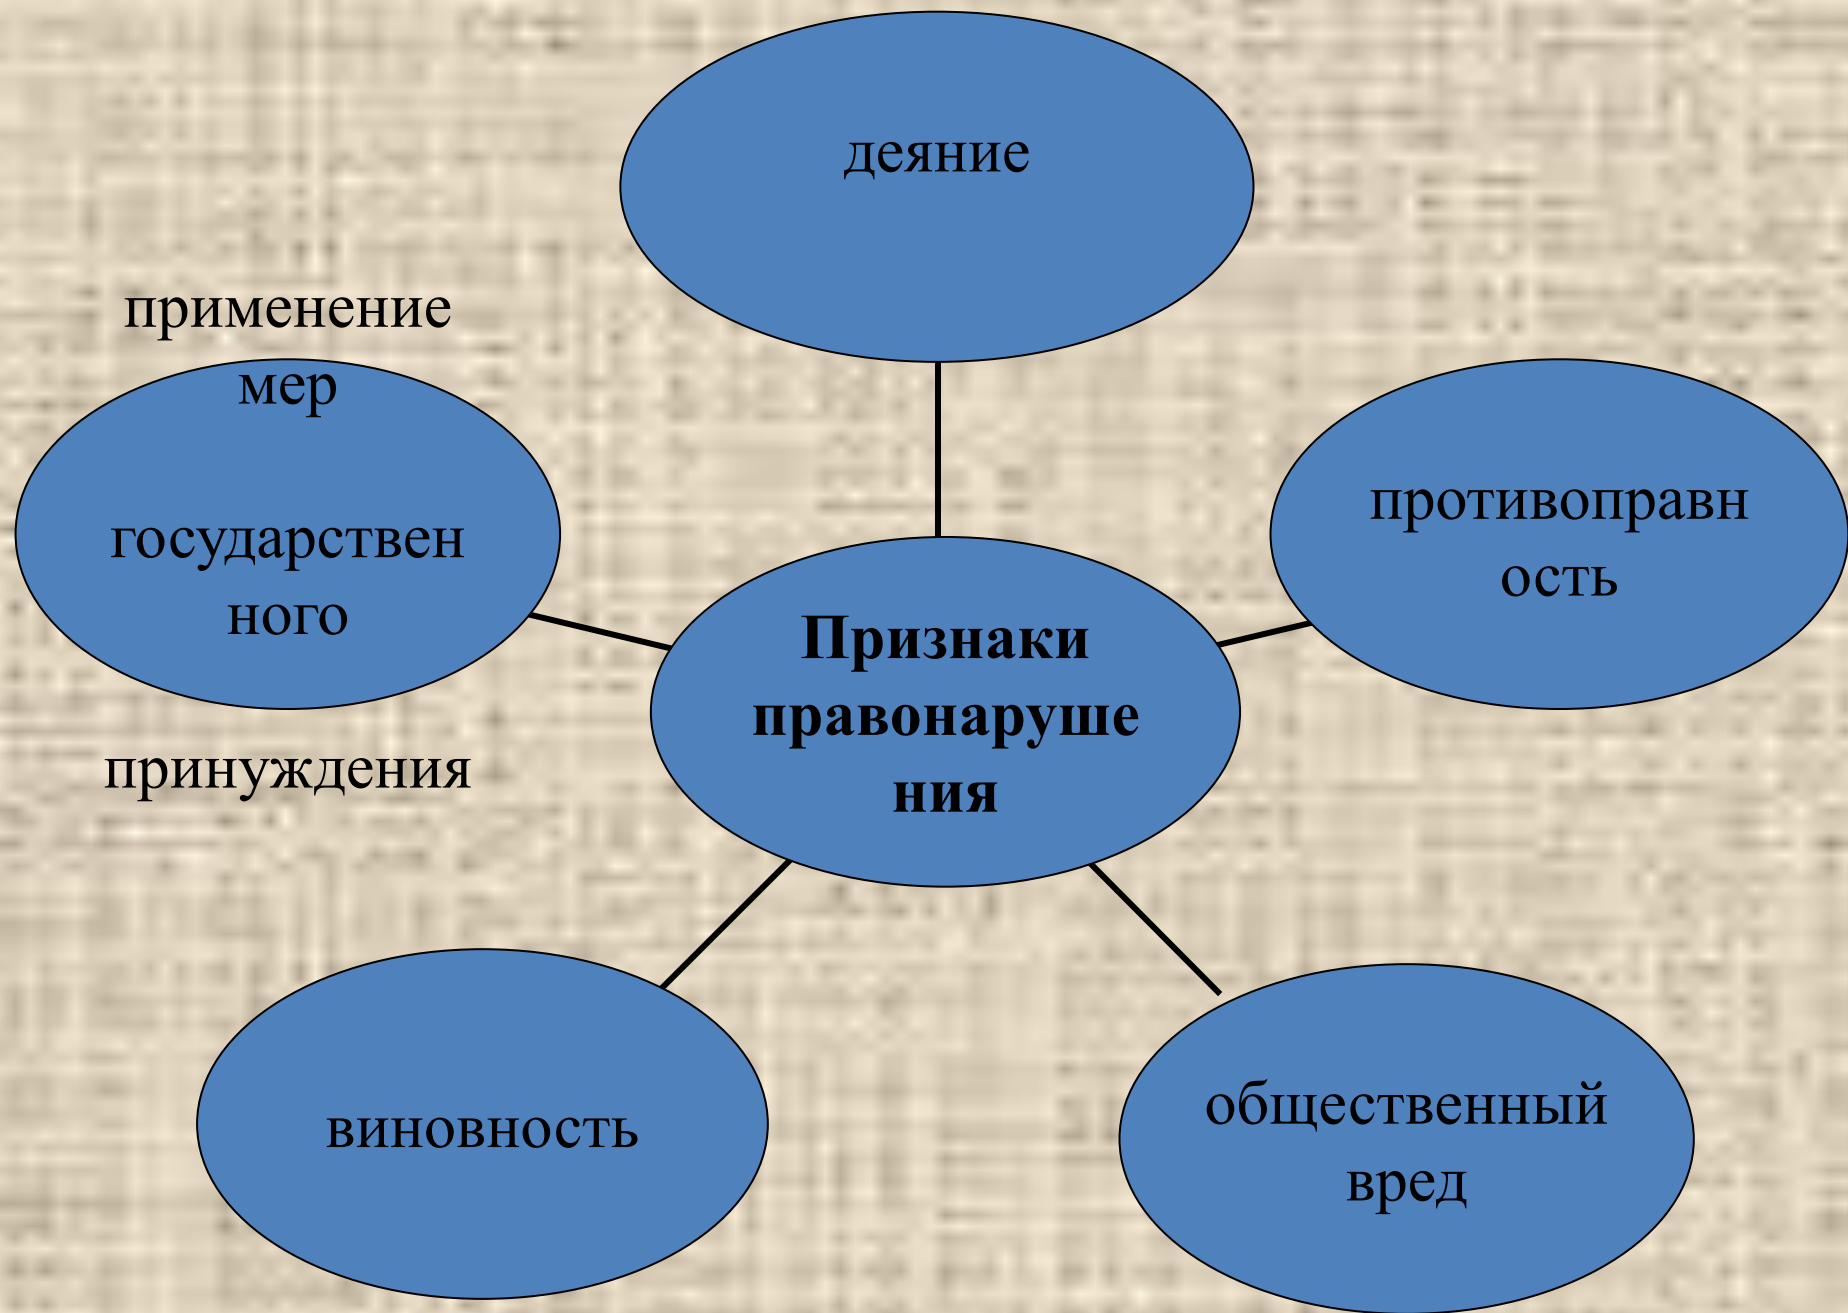 деяние
применение
мер
государствен
ного
принуждения
противоправн
ость
Признаки
правонаруше
ния
виновность
общественный
вред